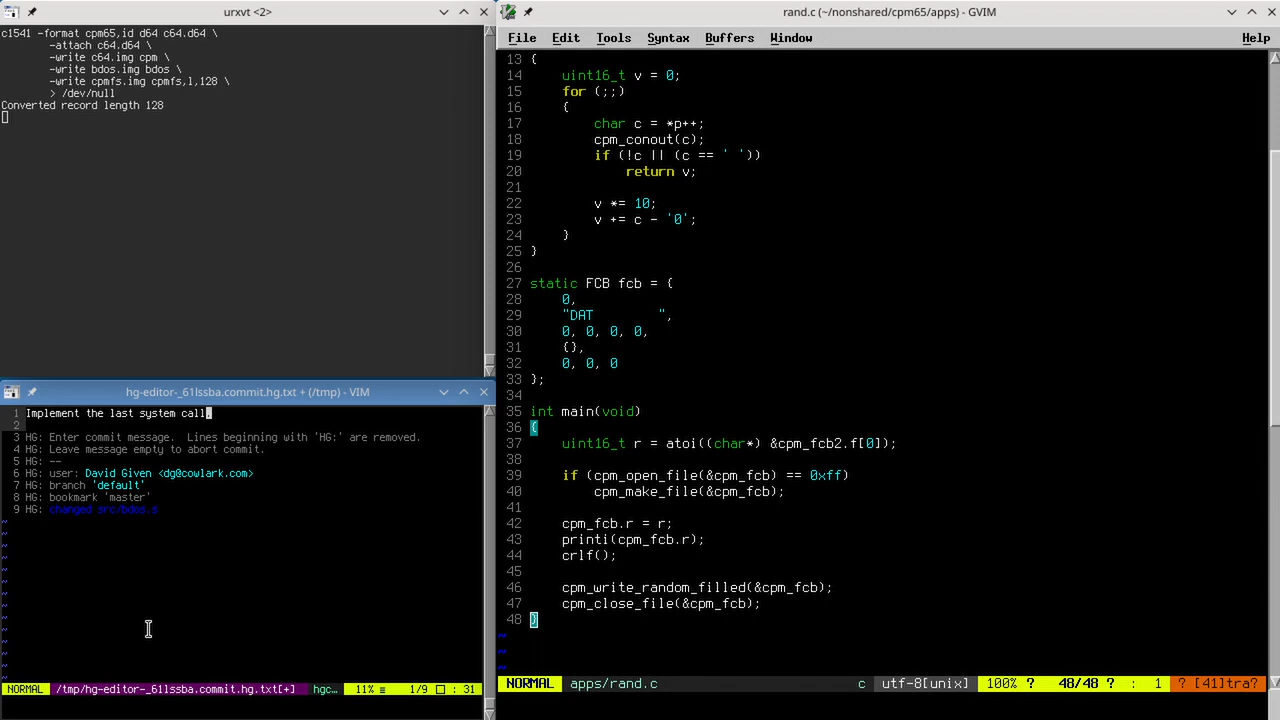 urxvt <2>
c1541 -format cpm65,id d64 c64.d64 \
-attach c64.d64 \
-write c64.img cpm \
-write bdos.img bdos \
-write cpmfs.img cpmfs,l,128 \
> /dev/null
Converted record length 128
hg-editor-_61lssba.commit.hg.txt + (/tmp) - VIM
1 Implement the last system call.
2
3 HG: Enter commit message.  Lines beginning with 'HG:' are removed.
4 HG: Leave message empty to abort commit.
5 HG: --
6 HG: user: David Given <dg@cowlark.com>
7 HG: branch 'default'
8 HG: bookmark 'master'
9 HG: changed src/bdos.s
~
~
~
~
~
~
~
~
~
~
~
~
~
~
NORMAL /tmp/hg-editor-_61lssba.commit.hg.txt[+] hgc… 11% ≡ 1/9 : 31
rand.c (~/nonshared/cpm65/apps) - GVIM
File Edit Tools Syntax Buffers Window Help
13 {
14     uint16_t v = 0;
15     for (;;)
16     {
17         char c = *p++;
18         cpm_conout(c);
19         if (!c || (c == ' '))
20             return v;
21
22         v *= 10;
23         v += c - '0';
24     }
25 }
26
27 static FCB fcb = {
28     0,
29     "DAT        ",
30     0, 0, 0, 0,
31     {},
32     0, 0, 0
33 };
34
35 int main(void)
36 {
37     uint16_t r = atoi((char*) &cpm_fcb2.f[0]);
38
39     if (cpm_open_file(&cpm_fcb) == 0xff)
40         cpm_make_file(&cpm_fcb);
41
42     cpm_fcb.r = r;
43     printi(cpm_fcb.r);
44     crlf();
45
46     cpm_write_random_filled(&cpm_fcb);
47     cpm_close_file(&cpm_fcb);
48 }
~
~
~
NORMAL apps/rand.c c utf-8[unix] 100% ? 48/48 ? : 1 ? [41]tra?